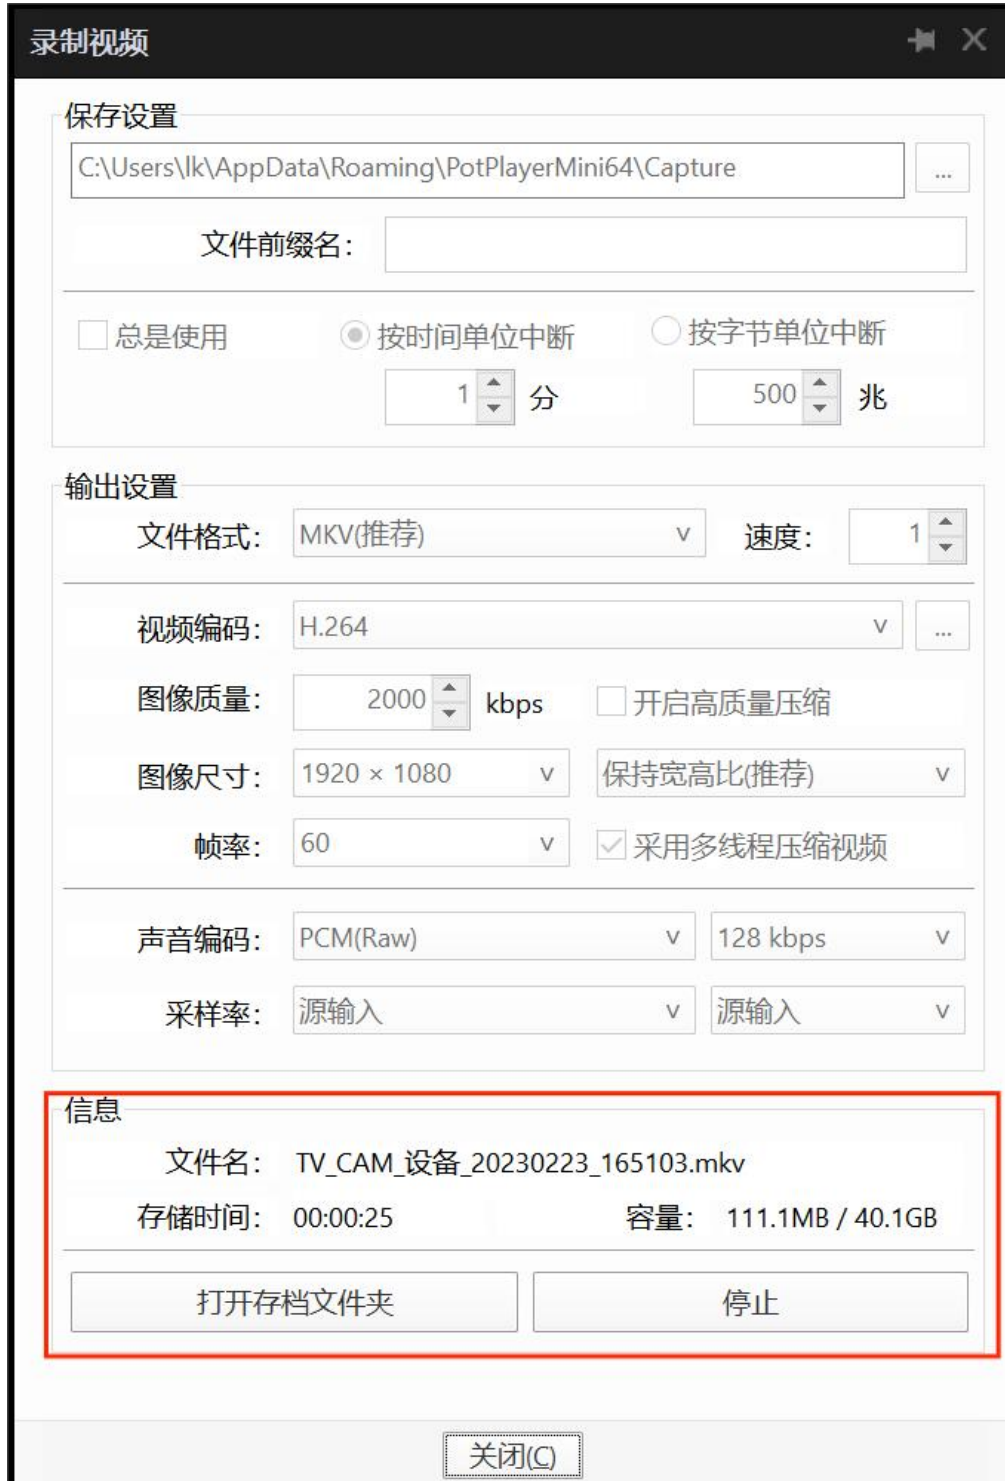 录制视频
保存设置
C:\Users\lk\AppData\Roaming\PotPlayerMini64\Capture ...
文件前缀名:
总是使用 按时间单位中断 按字节单位中断
1 分 500 兆
输出设置
文件格式: MKV(推荐) 速度: 1
视频编码: H.264 ...
图像质量: 2000 kbps 开启高质量压缩
图像尺寸: 1920 × 1080 保持宽高比(推荐)
帧率: 60 采用多线程压缩视频
声音编码: PCM(Raw) 128 kbps
采样率: 源输入 源输入
信息
文件名: TV_CAM_设备_20230223_165103.mkv
存储时间: 00:00:25 容量: 111.1MB / 40.1GB
打开存档文件夹 停止
关闭(C)